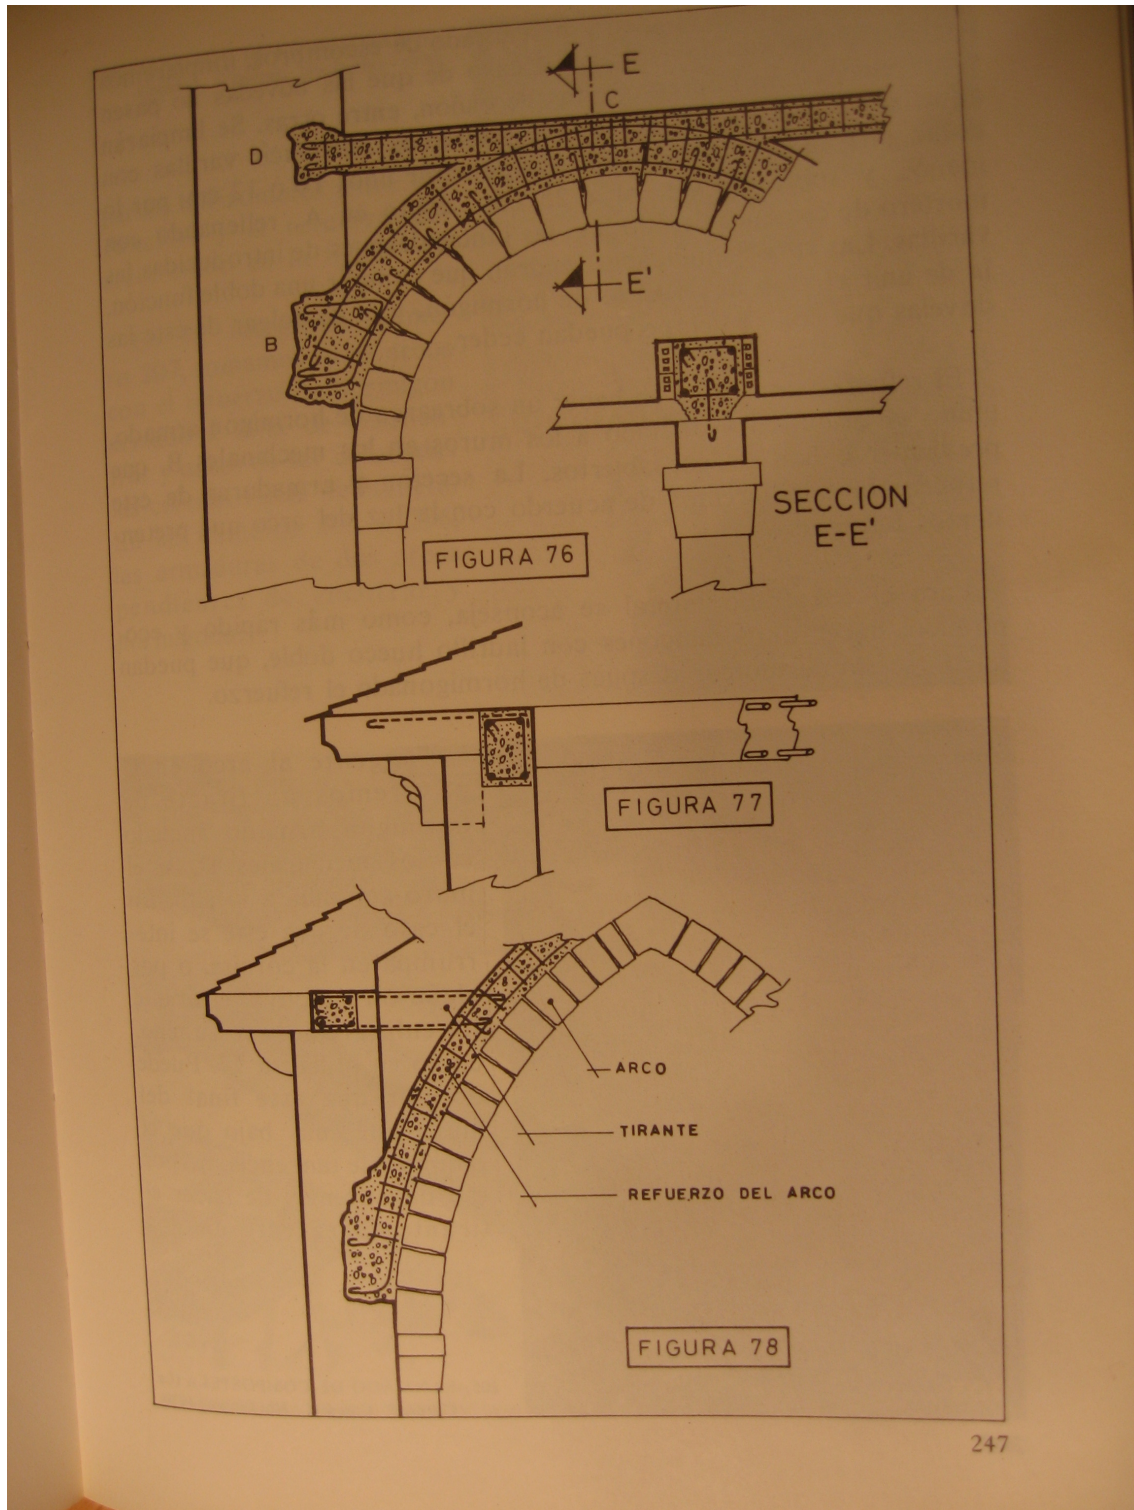 E
C
D
E'
B
SECCION
E-E'
FIGURA 76
FIGURA 77
ARCO
TIRANTE
REFUERZO DEL ARCO
FIGURA 78
247